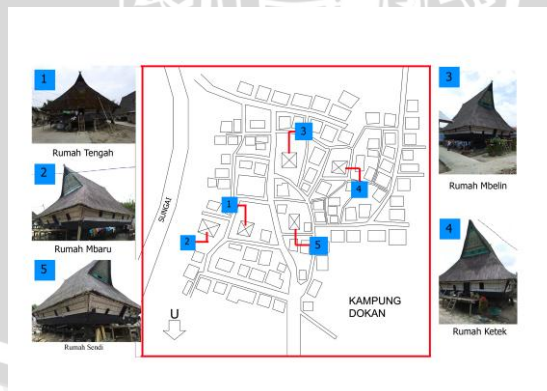 1
Rumah Tengah
2
Rumah Mbaru
5
Rumah Sendi
SUNGAI
3
4
1
2
5
U
KAMPUNG
DOKAN
3
Rumah Mbelin
4
Rumah Ketek